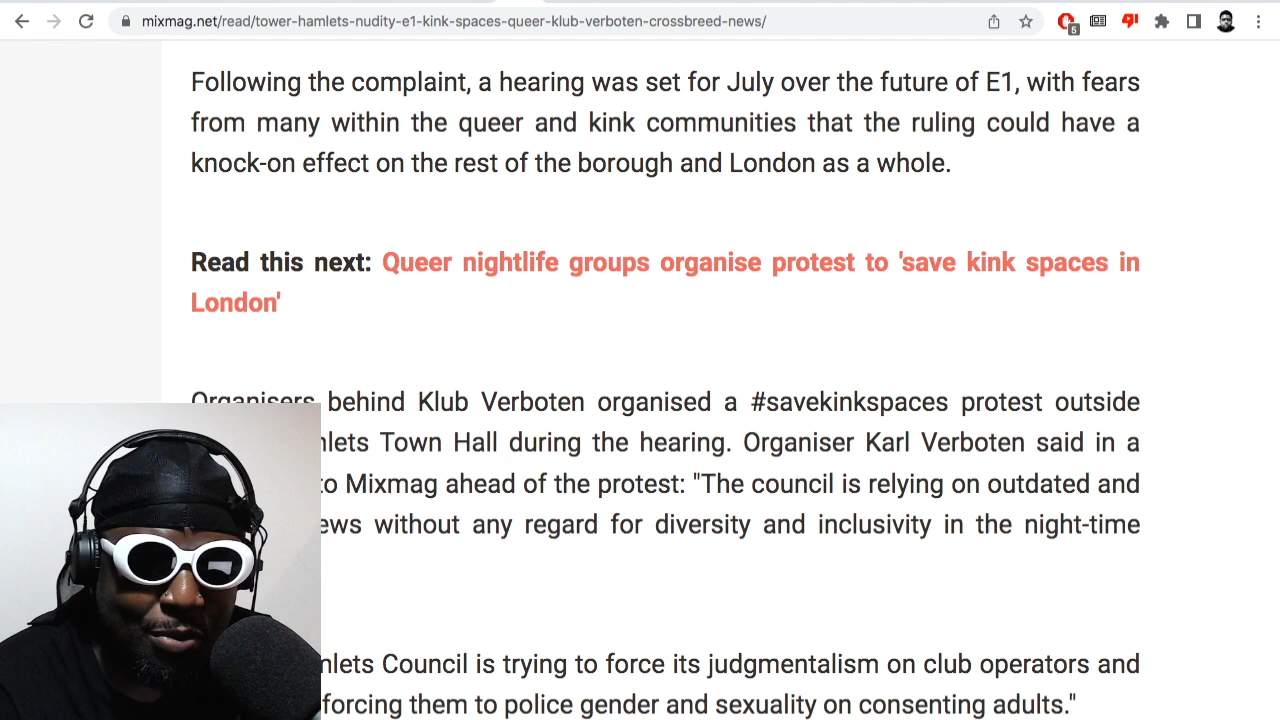 mixmag.net/read/tower-hamlets-nudity-e1-kink-spaces-queer-klub-verboten-crossbreed-news/
5
Following the complaint, a hearing was set for July over the future of E1, with fears
from many within the queer and kink communities that the ruling could have a
knock-on effect on the rest of the borough and London as a whole.
Read this next: Queer nightlife groups organise protest to 'save kink spaces in
London'
Organisers behind Klub Verboten organised a #savekinkspaces protest outside
mlets Town Hall during the hearing. Organiser Karl Verboten said in a
to Mixmag ahead of the protest: "The council is relying on outdated and
ews without any regard for diversity and inclusivity in the night-time
mlets Council is trying to force its judgmentalism on club operators and
forcing them to police gender and sexuality on consenting adults."